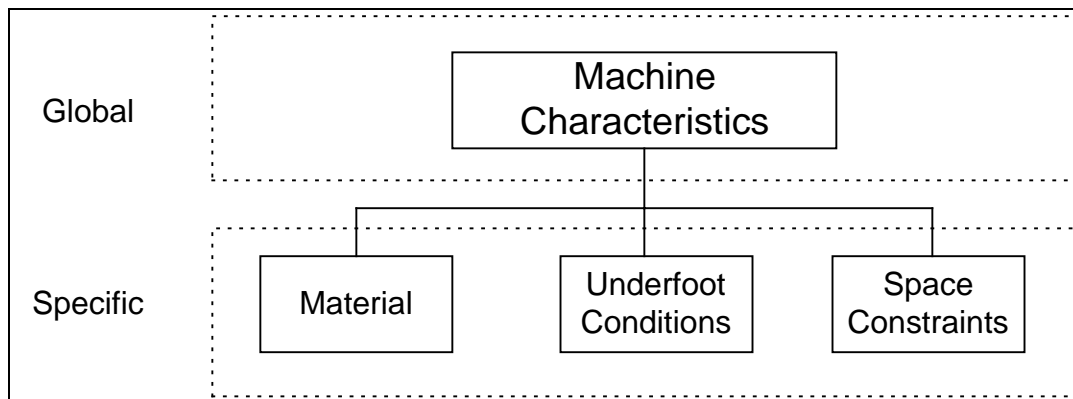 Machine
Characteristics
Global
Specific
Material
Underfoot
Conditions
Space
Constraints